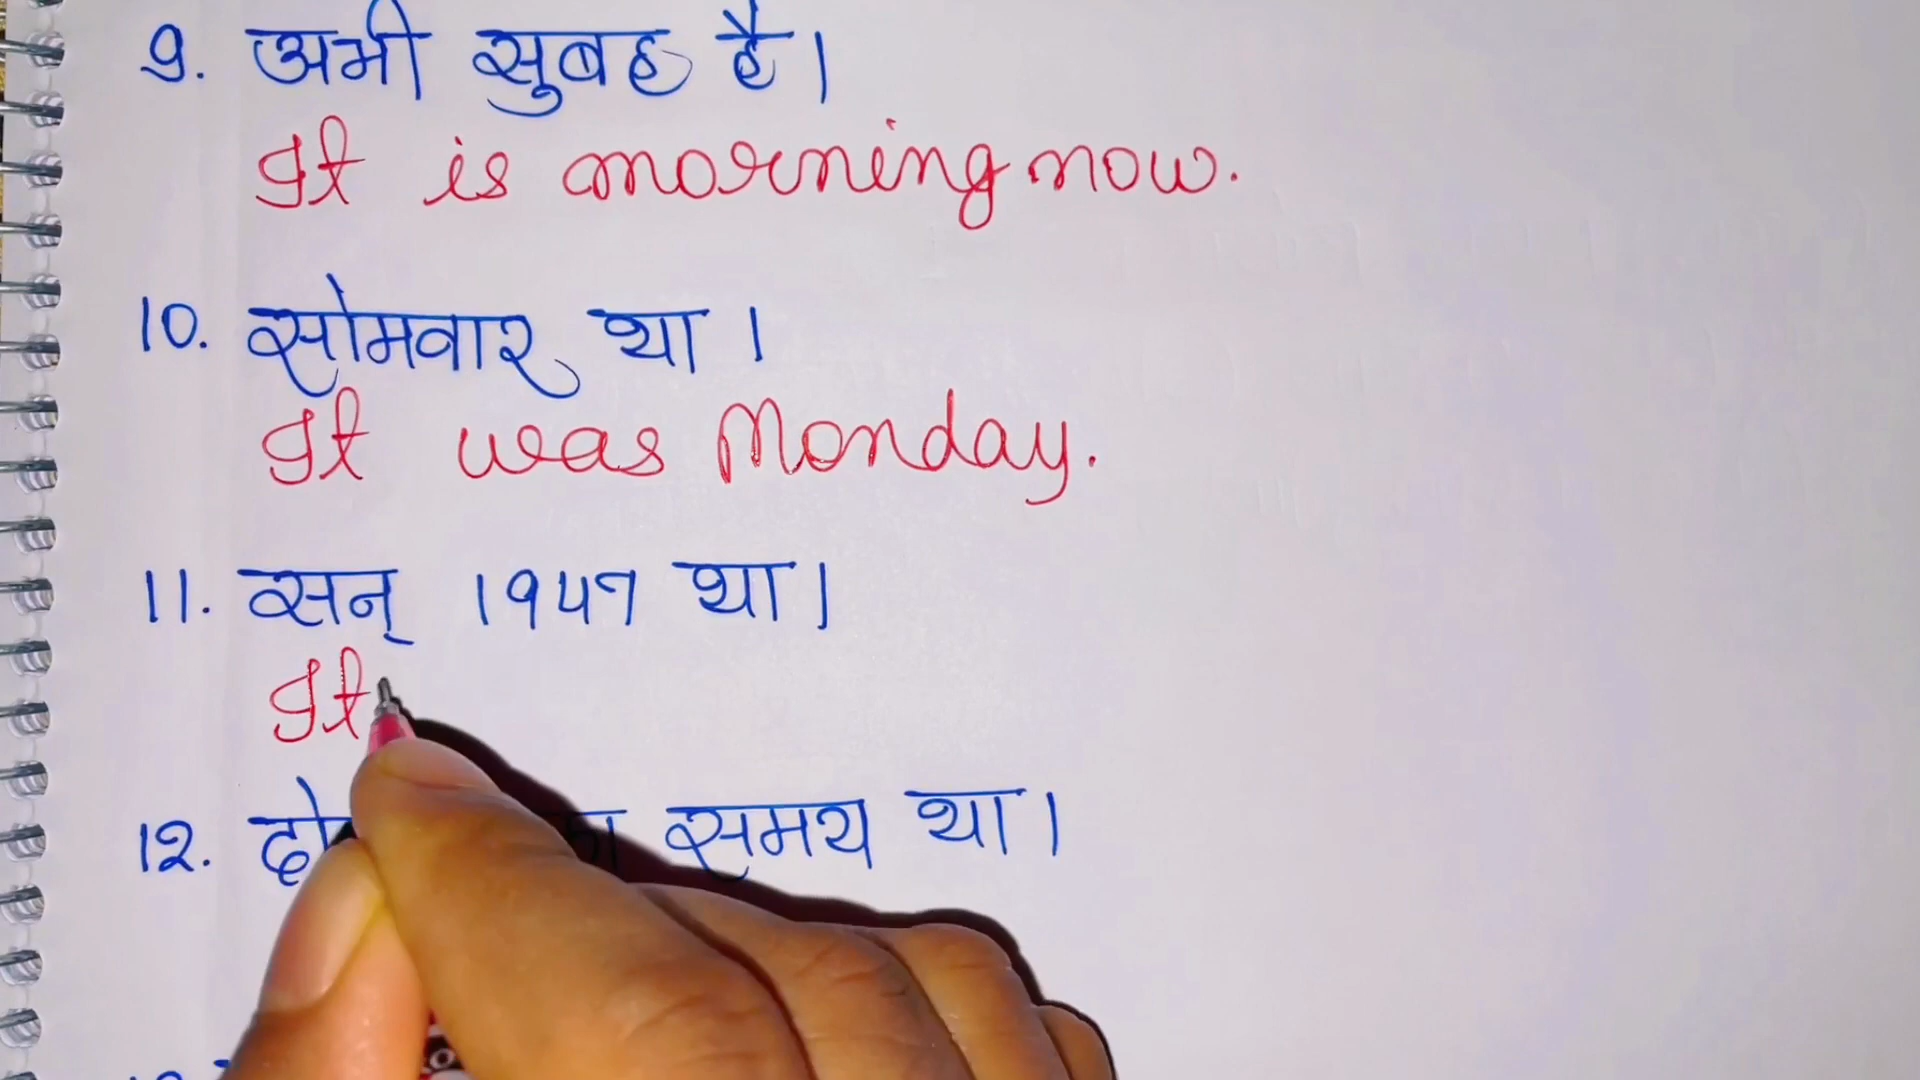 9. अभी सुबह है।
It is morning now.
10. सोमवार था।
It was Monday.
11. सन् 1947 था।
It
12. का समय था।